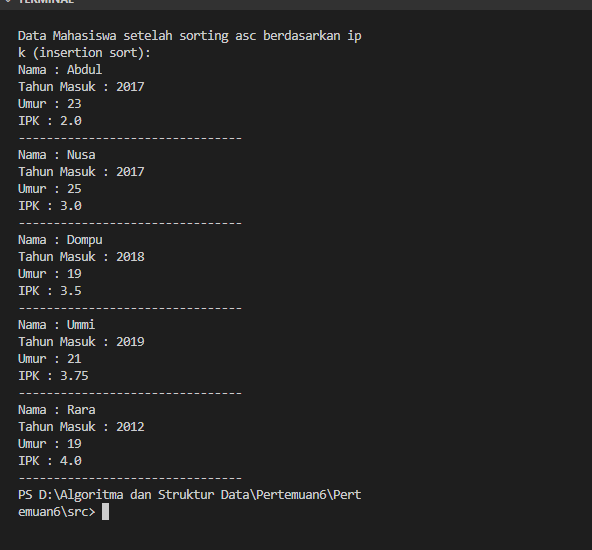 TERMINAL
Data Mahasiswa setelah sorting asc berdasarkan ip
k (insertion sort):
Nama : Abdul
Tahun Masuk : 2017
Umur : 23
IPK : 2.0
--------------------------------
Nama : Nusa
Tahun Masuk : 2017
Umur : 25
IPK : 3.0
--------------------------------
Nama : Dompu
Tahun Masuk : 2018
Umur : 19
IPK : 3.5
--------------------------------
Nama : Ummi
Tahun Masuk : 2019
Umur : 21
IPK : 3.75
--------------------------------
Nama : Rara
Tahun Masuk : 2012
Umur : 19
IPK : 4.0
--------------------------------
PS D:\Algoritma dan Struktur Data\Pertemuan6\Pert
emuan6\src>